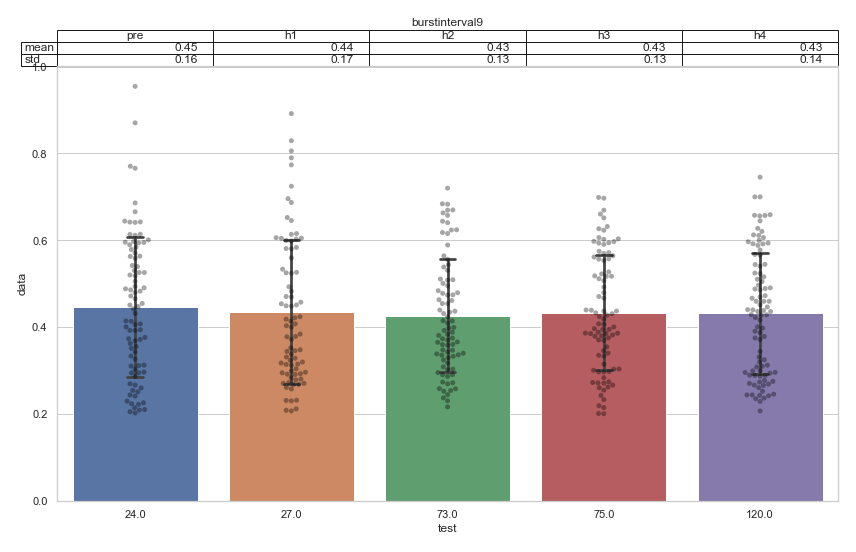 burstinterval9
pre h1 h2 h3 h4
mean 0.45 0.44 0.43 0.43 0.43
std 0.16 0.17 0.13 0.13 0.14
1.0
0.8
0.6
0.4
0.2
0.0
data
24.0 27.0 73.0 75.0 120.0
test